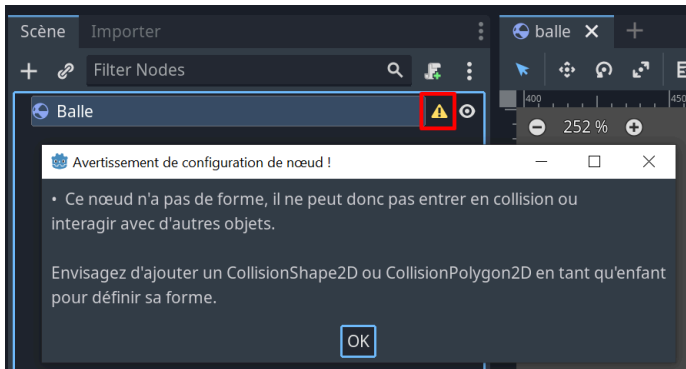 Scène Importer
balle
Filter Nodes
400 450
252 %
Balle
Avertissement de configuration de nœud !
• Ce nœud n'a pas de forme, il ne peut donc pas entrer en collision ou
interagir avec d'autres objets.
Envisagez d'ajouter un CollisionShape2D ou CollisionPolygon2D en tant qu'enfant
pour définir sa forme.
OK